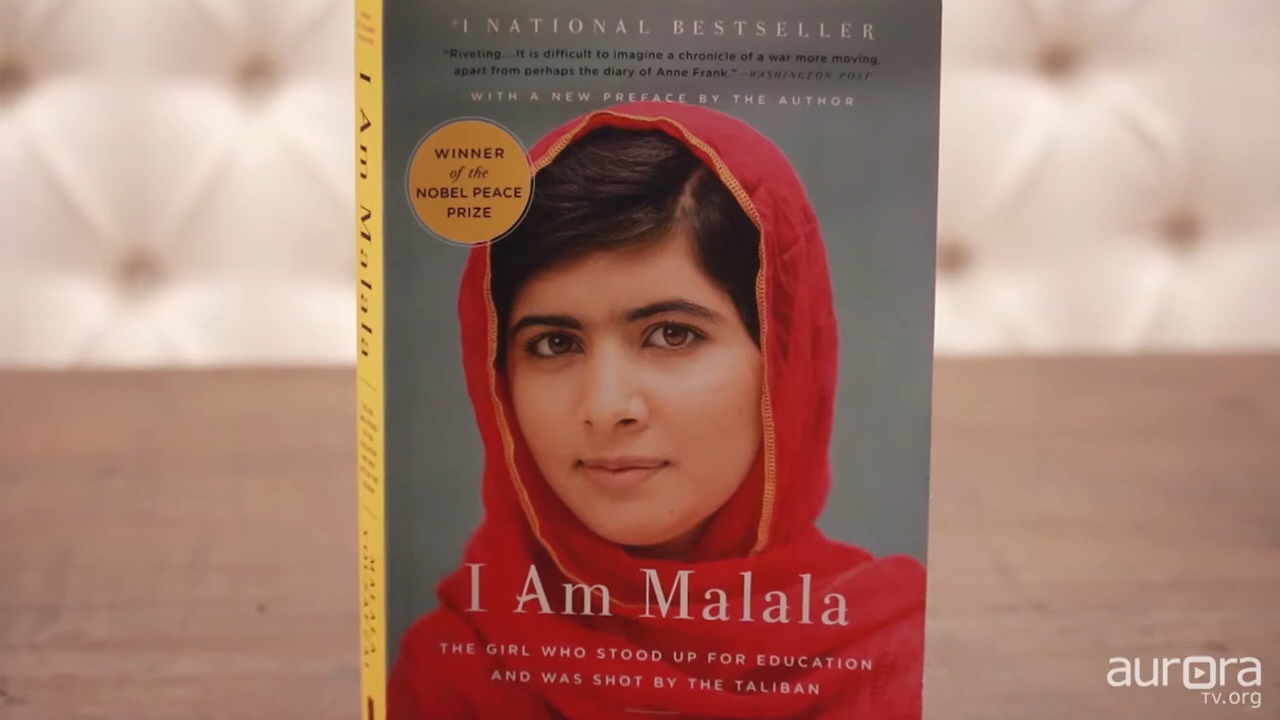 #1 NATIONAL BESTSELLER
"Riveting....It is difficult to imagine a chronicle of a war more moving,
apart from perhaps the diary of Anne Frank." –WASHINGTON POST
WITH A NEW PREFACE BY THE AUTHOR
WINNER
of the
NOBEL PEACE
PRIZE
I Am Malala
THE GIRL WHO STOOD UP FOR EDUCATION
AND WAS SHOT BY THE TALIBAN
I Am Malala
MALALA
YOUSAFZAI
aurora
TV.org